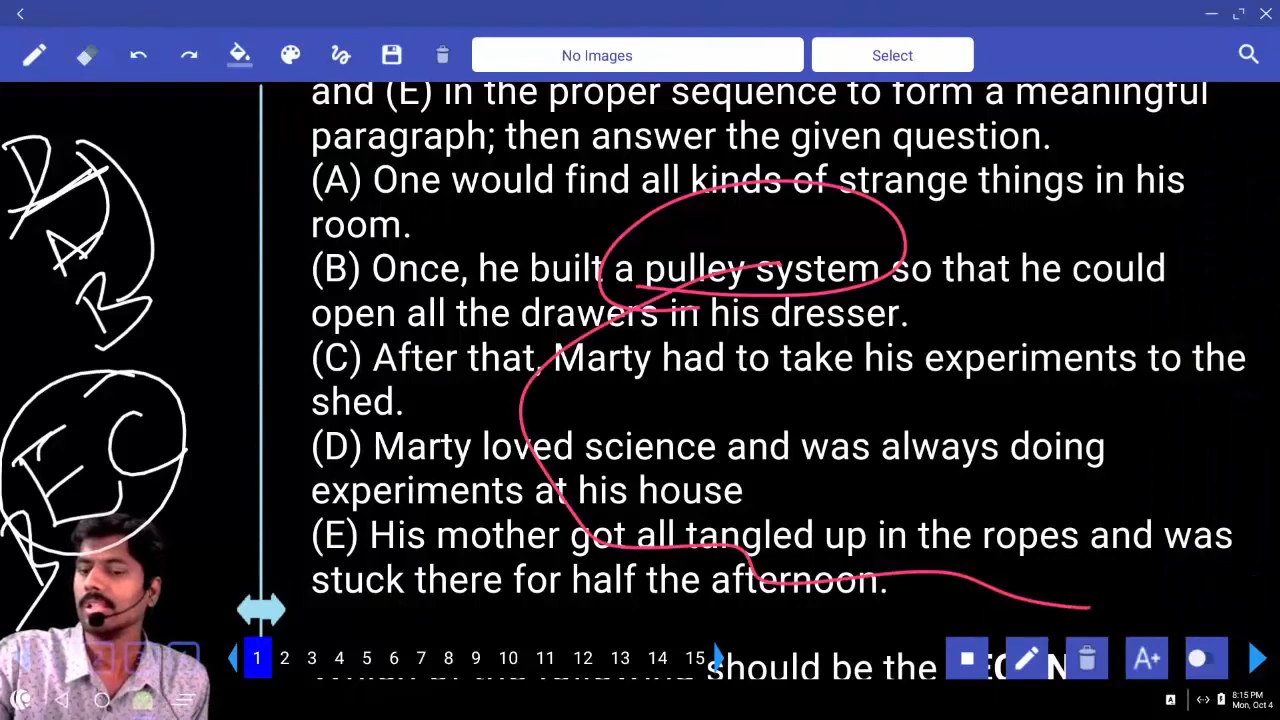 No Images
Select
and (E) in the proper sequence to form a meaningful
paragraph; then answer the given question.
(A) One would find all kinds of strange things in his
room.
(B) Once, he built a pulley system so that he could
open all the drawers in his dresser.
(C) After that, Marty had to take his experiments to the
shed.
(D) Marty loved science and was always doing
experiments at his house
(E) His mother got all tangled up in the ropes and was
stuck there for half the afternoon.
D
A
B
EC
1 2 3 4 5 6 7 8 9 10 11 12 13 14 15
should be the
A+
A
8:15 PM
Mon, Oct 4